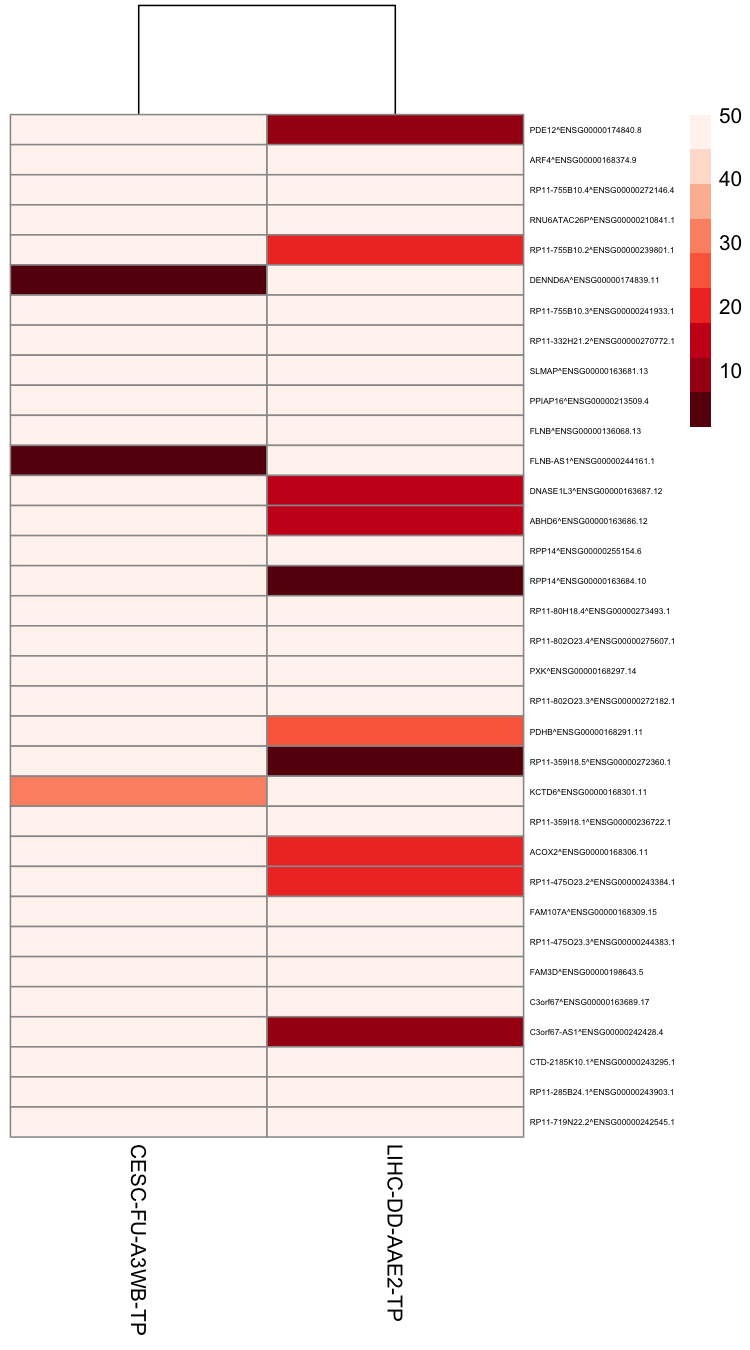 50
40
30
20
10
PDE12^ENSG00000174840.8
ARF4^ENSG00000168374.9
RP11-755B10.4^ENSG00000272146.4
RNU6ATAC26P^ENSG00000210841.1
RP11-755B10.2^ENSG00000239801.1
DENND6A^ENSG00000174839.11
RP11-755B10.3^ENSG00000241933.1
RP11-332H21.2^ENSG00000270772.1
SLMAP^ENSG00000163681.13
PPIAP16^ENSG00000213509.4
FLNB^ENSG00000136068.13
FLNB-AS1^ENSG00000244161.1
DNASE1L3^ENSG00000163687.12
ABHD6^ENSG00000163686.12
RPP14^ENSG00000255154.6
RPP14^ENSG00000163684.10
RP11-80H18.4^ENSG00000273493.1
RP11-802O23.4^ENSG00000275607.1
PXK^ENSG00000168297.14
RP11-802O23.3^ENSG00000272182.1
PDHB^ENSG00000168291.11
RP11-359I18.5^ENSG00000272360.1
KCTD6^ENSG00000168301.11
RP11-359I18.1^ENSG00000236722.1
ACOX2^ENSG00000168306.11
RP11-475O23.2^ENSG00000243384.1
FAM107A^ENSG00000168309.15
RP11-475O23.3^ENSG00000244383.1
FAM3D^ENSG00000198643.5
C3orf67^ENSG00000163689.17
C3orf67-AS1^ENSG00000242428.4
CTD-2185K10.1^ENSG00000243295.1
RP11-285B24.1^ENSG00000243903.1
RP11-719N22.2^ENSG00000242545.1
CESC-FU-A3WB-TP
LIHC-DD-AAE2-TP